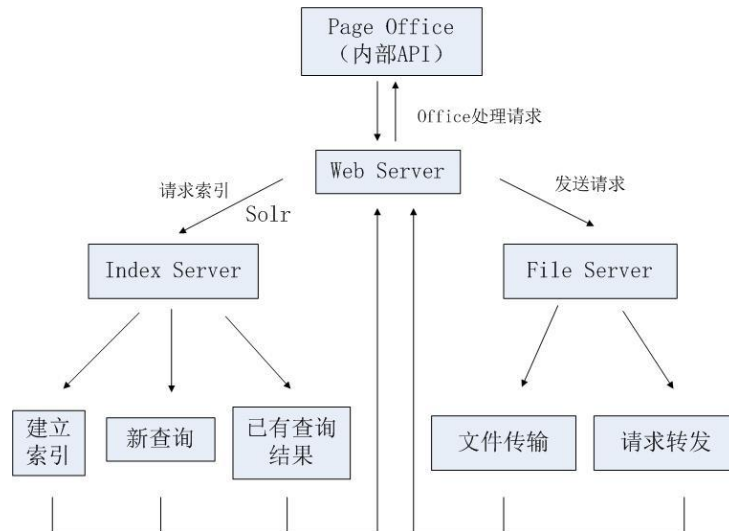 Page Office
（内部API）
Office处理请求
Web Server
请求索引
发送请求
Solr
Index Server
File Server
建立
索引
新查询
已有查询
结果
文件传输
请求转发